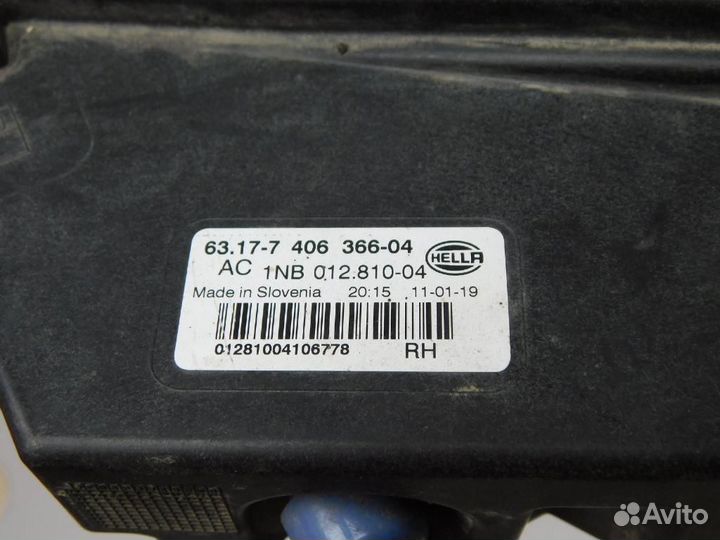 63.17-7 406 366-04
AC 1NB 012.810-04
HELLA
Made in Slovenia 20:15 11-01-19
01281004106778 RH
Avito